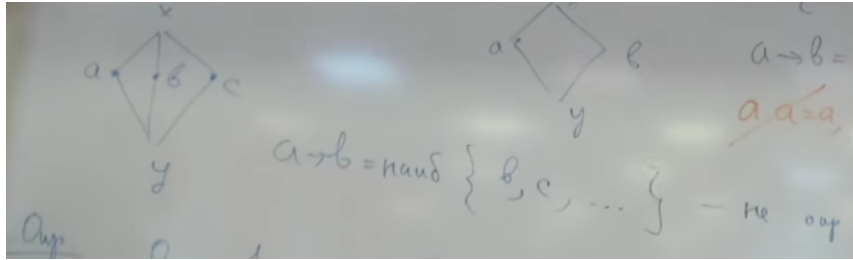 x
a в c
y
a в
y
a → в =
a a = a,
a → в = наиб { в, c, ... } — не опр
Опр